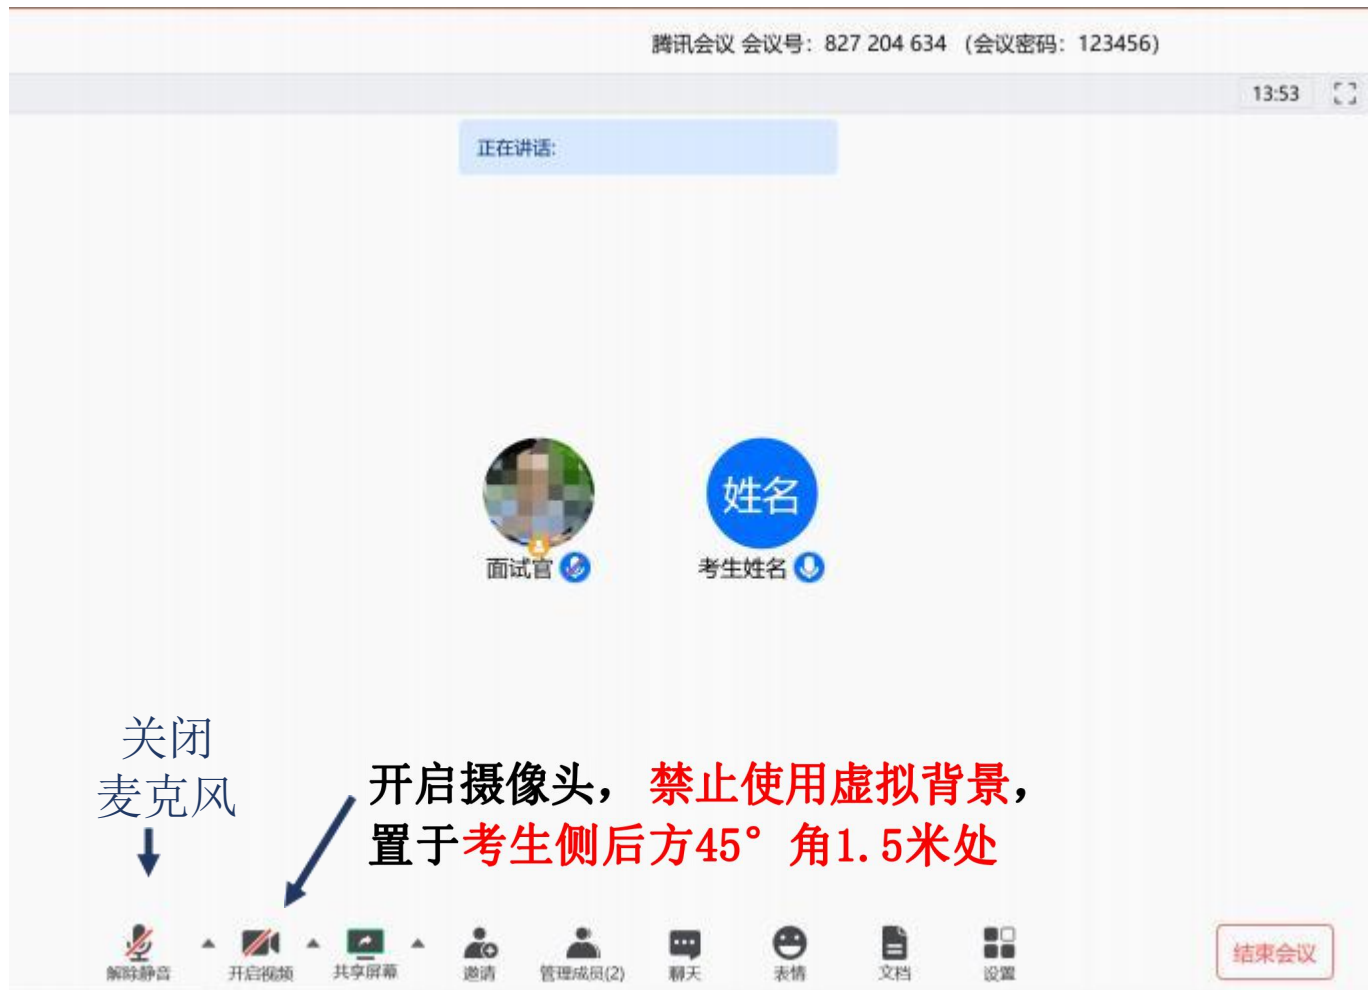 腾讯会议 会议号：827 204 634 （会议密码：123456）
13:53
正在讲话:
姓名
面试官
考生姓名
关闭
麦克风
开启摄像头，禁止使用虚拟背景，
置于考生侧后方45°角1.5米处
解除静音
开启视频
共享屏幕
邀请
管理成员(2)
聊天
表情
文档
设置
结束会议